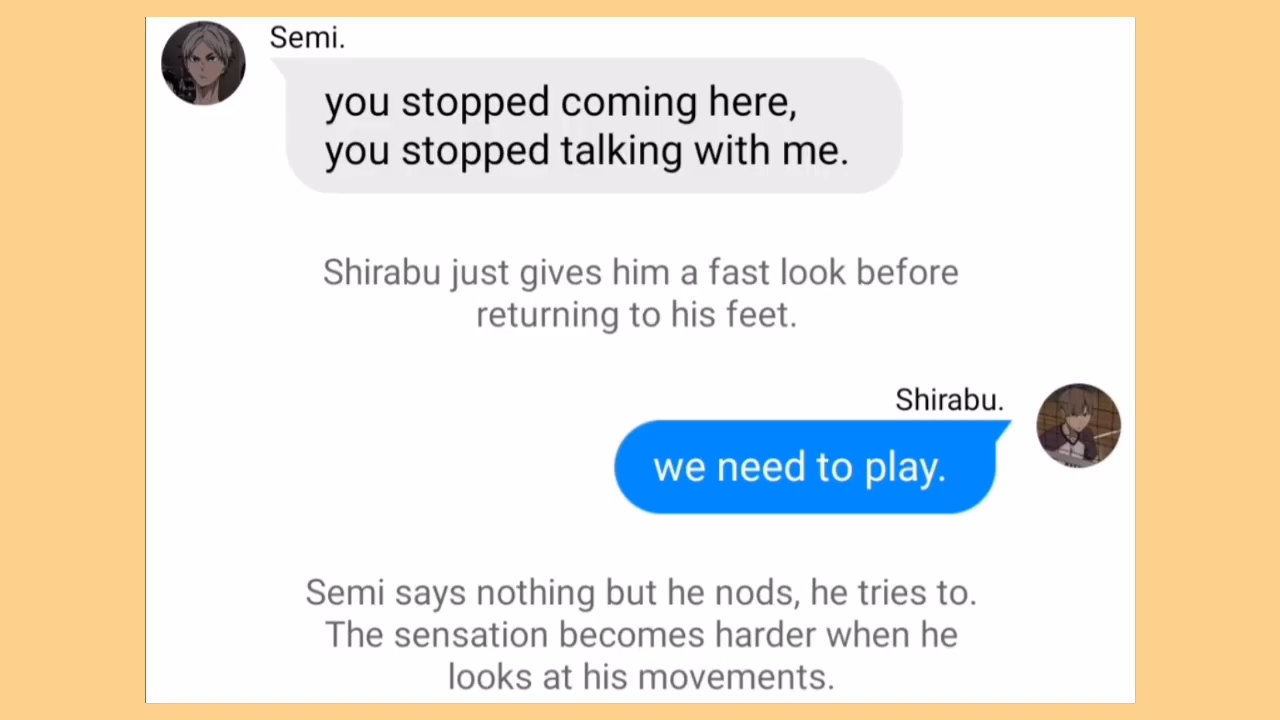 Semi.
you stopped coming here,
you stopped talking with me.
Shirabu just gives him a fast look before
returning to his feet.
Shirabu.
we need to play.
Semi says nothing but he nods, he tries to.
The sensation becomes harder when he
looks at his movements.